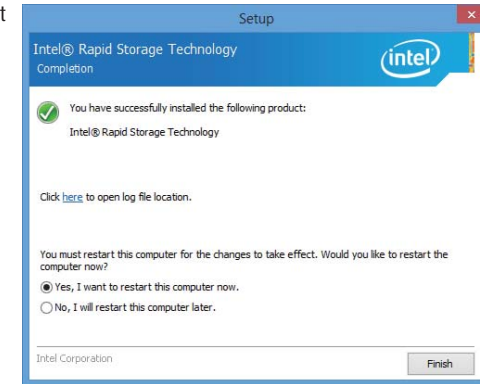 t
Setup
Intel® Rapid Storage Technology
Completion
intel
You have successfully installed the following product:
Intel® Rapid Storage Technology
Click here to open log file location.
You must restart this computer for the changes to take effect. Would you like to restart the
computer now?
Yes, I want to restart this computer now.
No, I will restart this computer later.
Intel Corporation
Finish